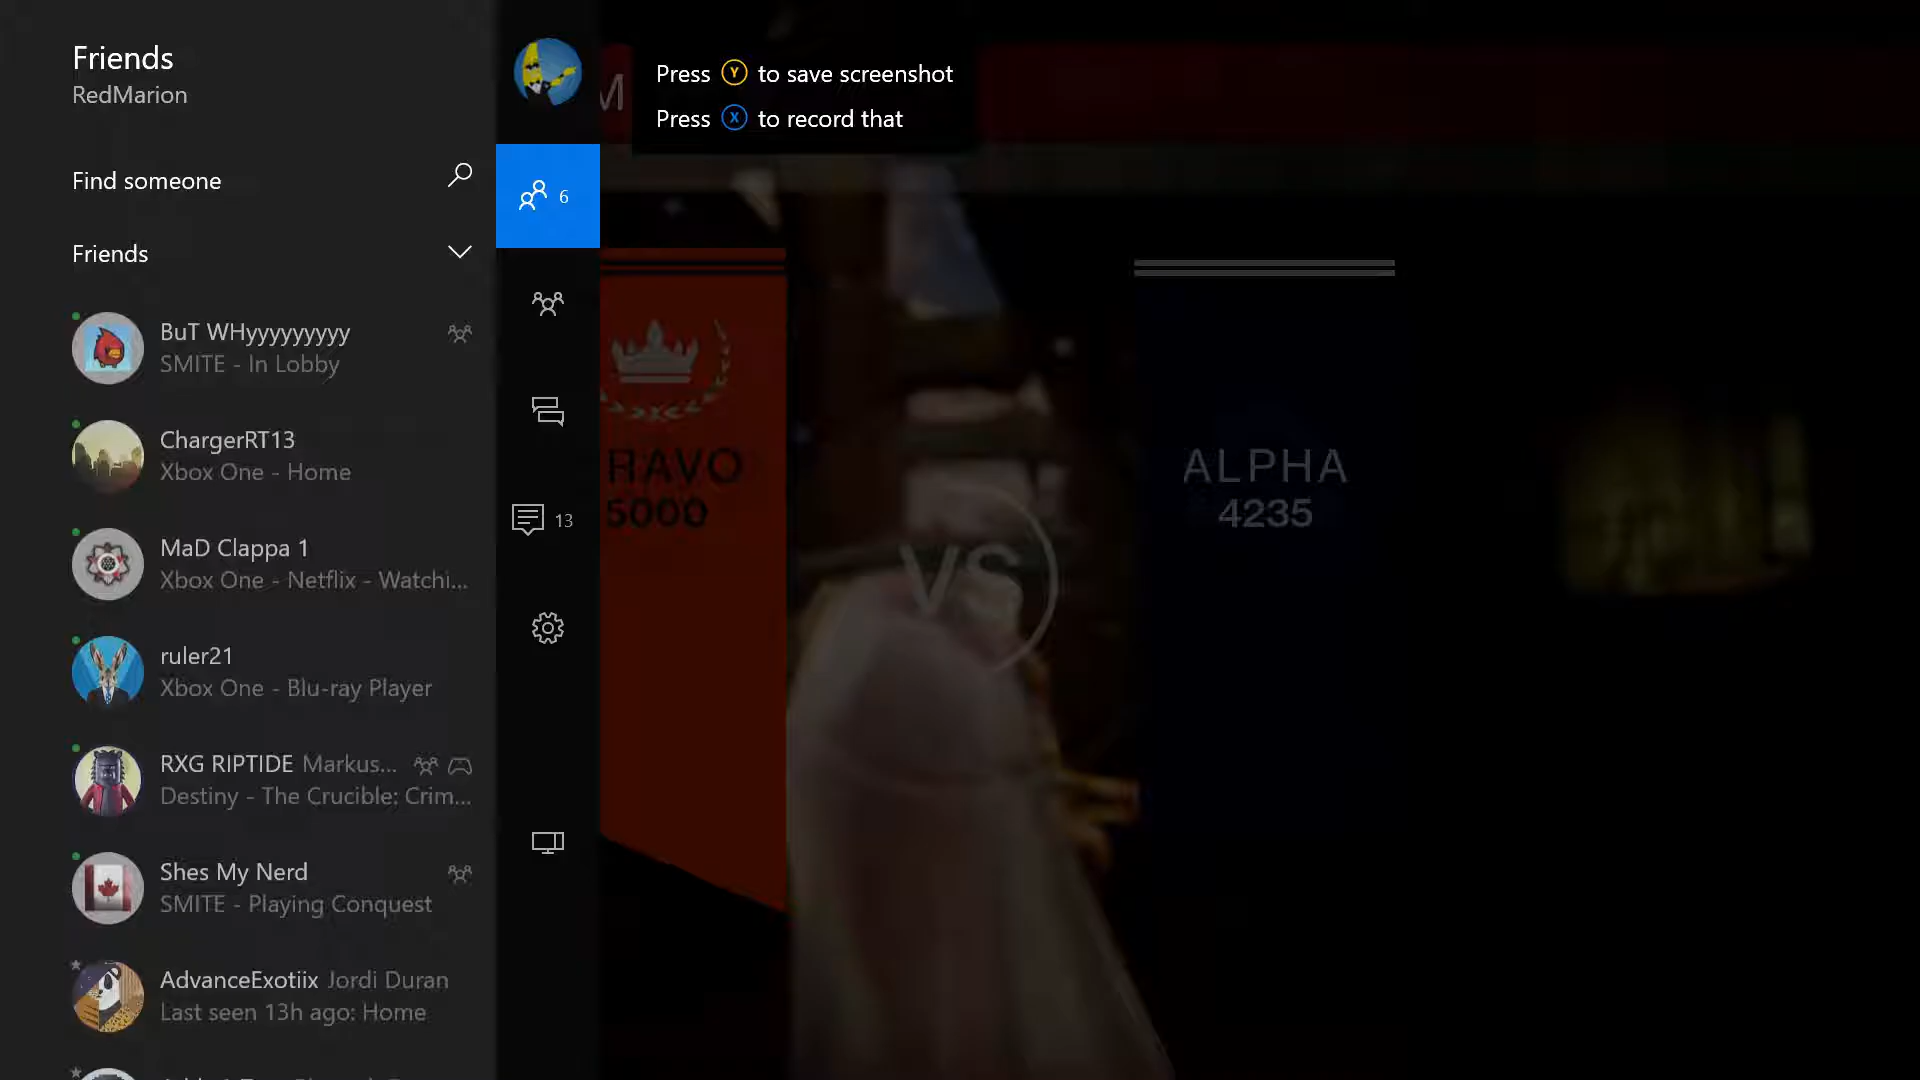 Friends
RedMarion
Find someone
Friends
BuT WHyyyyyyyyy
SMITE - In Lobby
ChargerRT13
Xbox One - Home
MaD Clappa 1
Xbox One - Netflix - Watchi...
ruler21
Xbox One - Blu-ray Player
RXG RIPTIDE Markus...
Destiny - The Crucible: Crim...
Shes My Nerd
SMITE - Playing Conquest
AdvanceExotiix Jordi Duran
Last seen 13h ago: Home
6
13
Press Y to save screenshot
Press X to record that
M
RAVO
5000
VS
ALPHA
4235